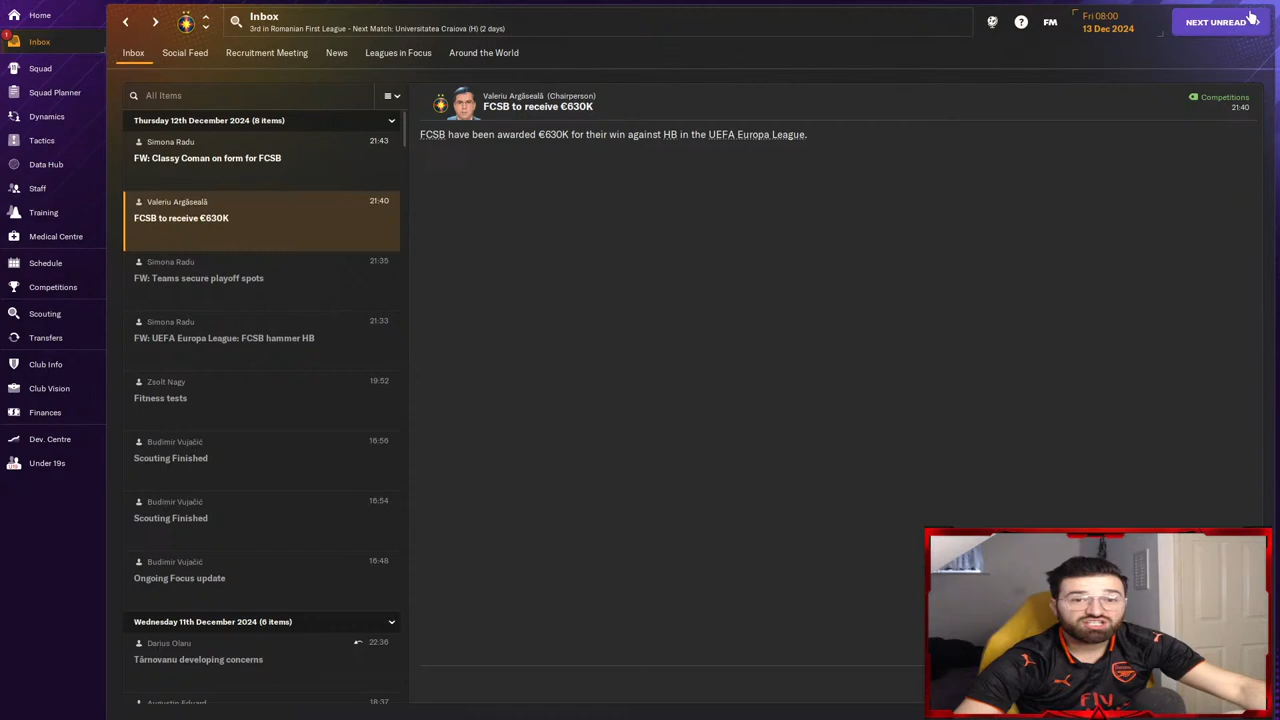 Home
Inbox
3rd in Romanian First League - Next Match: Universitatea Craiova (H) (2 days)
FM
Fri 08:00
13 Dec 2024
NEXT UNREAD
1
Inbox
Squad
Squad Planner
Dynamics
Tactics
Data Hub
Staff
Training
Medical Centre
Schedule
Competitions
Scouting
Transfers
Club Info
Club Vision
Finances
Dev. Centre
U19
Under 19s
Inbox
Social Feed
Recruitment Meeting
News
Leagues in Focus
Around the World
All Items
Thursday 12th December 2024 (8 items)
Simona Radu
21:43
FW: Classy Coman on form for FCSB
Valeriu Argăseală
21:40
FCSB to receive €630K
Simona Radu
21:35
FW: Teams secure playoff spots
Simona Radu
21:33
FW: UEFA Europa League: FCSB hammer HB
Zsolt Nagy
19:52
Fitness tests
Budimir Vujačić
16:56
Scouting Finished
Budimir Vujačić
16:54
Scouting Finished
Budimir Vujačić
16:48
Ongoing Focus update
Wednesday 11th December 2024 (6 items)
Darius Olaru
22:36
Târnovanu developing concerns
Augustin Eduard
18:37
Valeriu Argăseală (Chairperson)
FCSB to receive €630K
Competitions
21:40
FCSB have been awarded €630K for their win against HB in the UEFA Europa League.